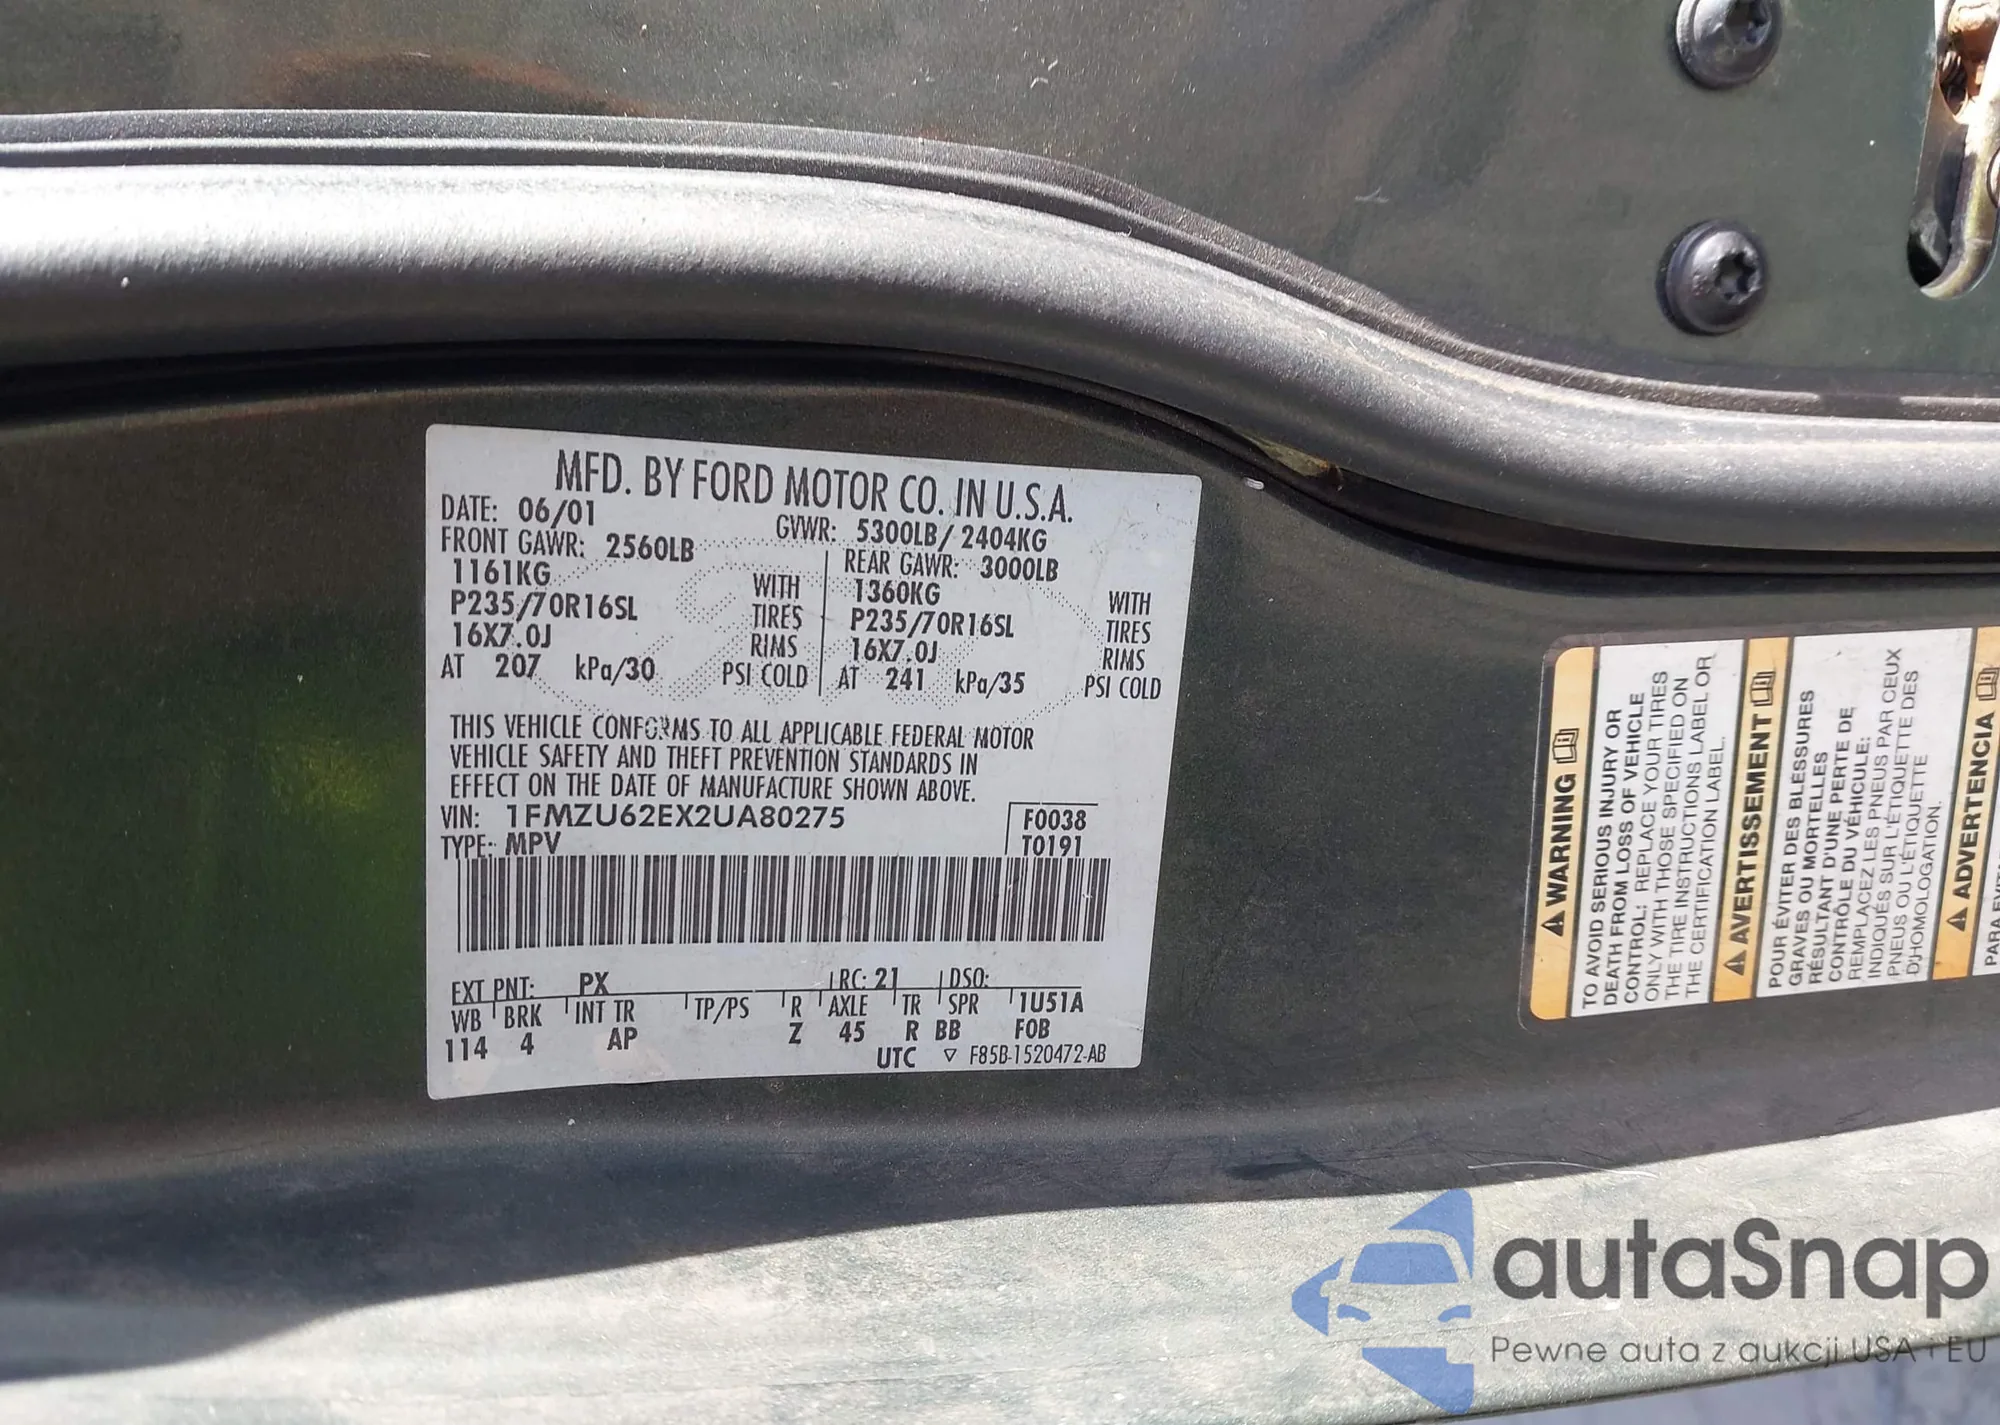 MFD. BY FORD MOTOR CO. IN U.S.A.
DATE: 06/01 GVWR: 5300LB/ 2404KG
FRONT GAWR: 2560LB REAR GAWR: 3000LB
1161KG WITH 1360KG WITH
P235/70R16SL TIRES P235/70R16SL TIRES
16X7.0J RIMS 16X7.0J RIMS
AT 207 kPa/30 PSI COLD AT 241 kPa/35 PSI COLD
THIS VEHICLE CONFORMS TO ALL APPLICABLE FEDERAL MOTOR
VEHICLE SAFETY AND THEFT PREVENTION STANDARDS IN
EFFECT ON THE DATE OF MANUFACTURE SHOWN ABOVE.
VIN: 1FMZU62EX2UA80275 F0038
TYPE: MPV T0191
EXT PNT: PX RC: 21 DSO:
WB BRK INT TR TP/PS R AXLE TR SPR 1U51A
114 4 AP Z 45 R BB FOB
UTC ▽ F85B-1520472-AB
⚠ WARNING
TO AVOID SERIOUS INJURY OR
DEATH FROM LOSS OF VEHICLE
CONTROL: REPLACE YOUR TIRES
ONLY WITH THOSE SPECIFIED ON
THE TIRE INSTRUCTIONS LABEL OR
THE CERTIFICATION LABEL.
⚠ AVERTISSEMENT
POUR ÉVITER DES BLÉSSURES
GRAVES OU MORTELLES
RÉSULTANT D'UNE PERTE DE
CONTRÔLE DU VÉHICULE:
REMPLACEZ LES PNEUS PAR CEUX
INDIQUÉS SUR L'ÉTIQUETTE DES
PNEUS OU L'ÉTIQUETTE
D'HOMOLOGATION.
⚠ ADVERTENCIA
PARA
autaSnap
Pewne auta z aukcji USA i EU